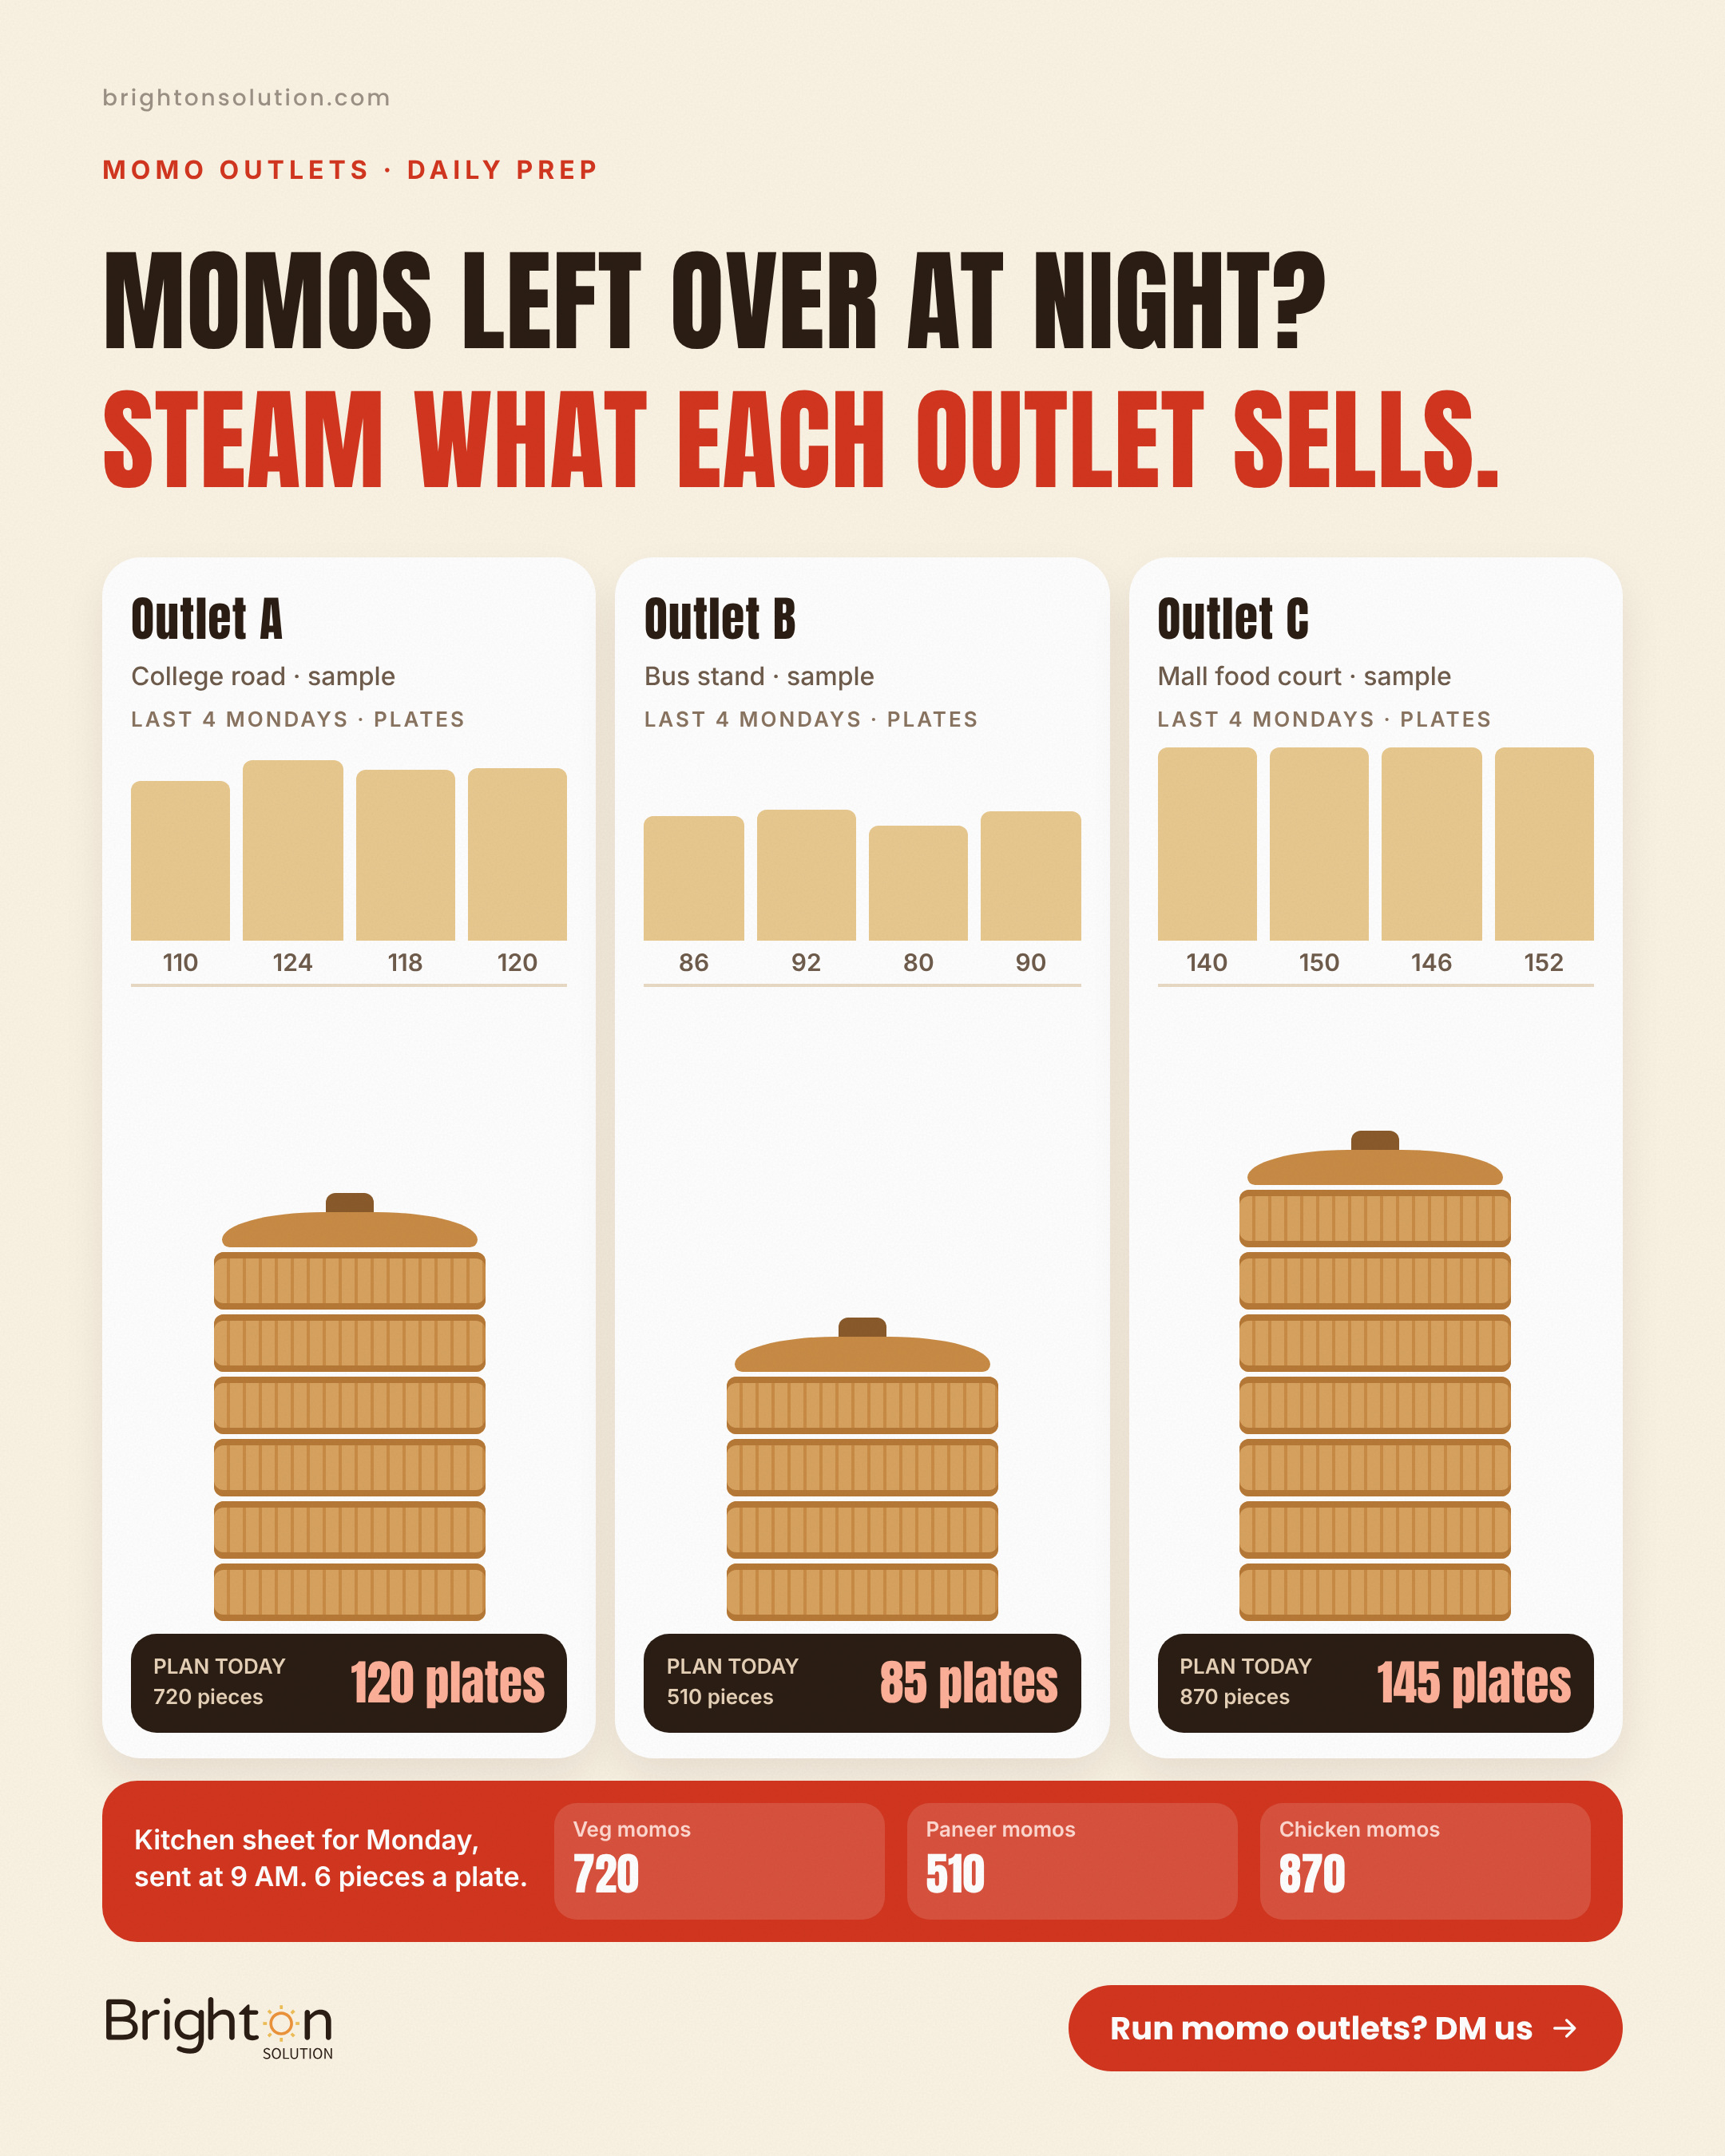 brightonsolution.com
MOMO OUTLETS · DAILY PREP
MOMOS LEFT OVER AT NIGHT?
STEAM WHAT EACH OUTLET SELLS.
Outlet A
College road · sample
LAST 4 MONDAYS · PLATES
110 124 118 120
PLAN TODAY
720 pieces
120 plates
Outlet B
Bus stand · sample
LAST 4 MONDAYS · PLATES
86 92 80 90
PLAN TODAY
510 pieces
85 plates
Outlet C
Mall food court · sample
LAST 4 MONDAYS · PLATES
140 150 146 152
PLAN TODAY
870 pieces
145 plates
Kitchen sheet for Monday,
sent at 9 AM. 6 pieces a plate.
Veg momos
720
Paneer momos
510
Chicken momos
870
Brighton
SOLUTION
Run momo outlets? DM us →